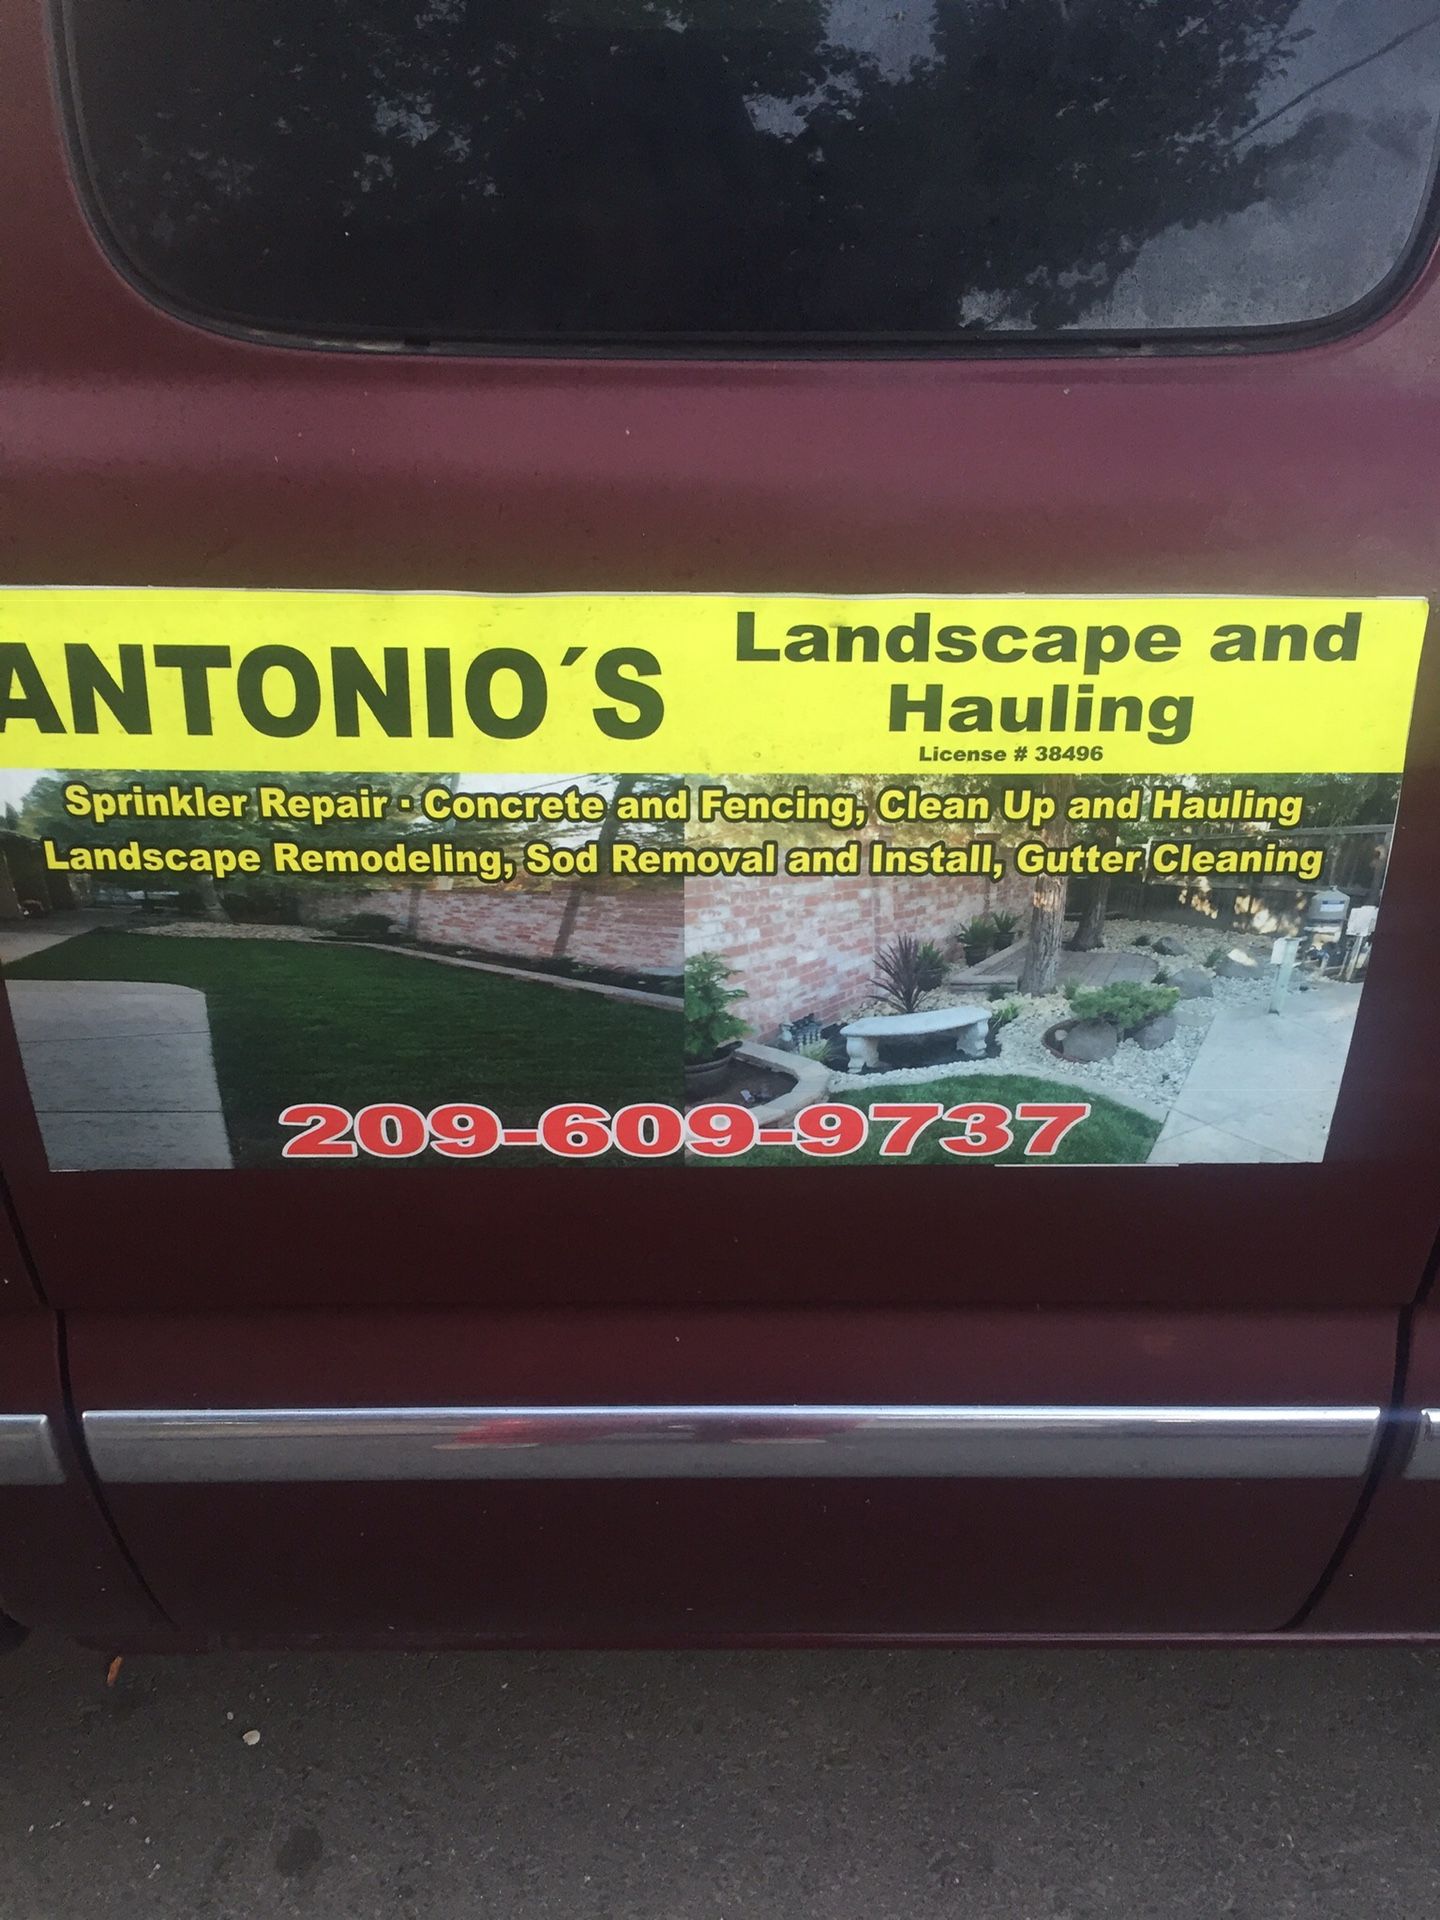 ANTONIO´S
Landscape and
Hauling
License # 38496
Sprinkler Repair · Concrete and Fencing, Clean Up and Hauling
Landscape Remodeling, Sod Removal and Install, Gutter Cleaning
209-609-9737